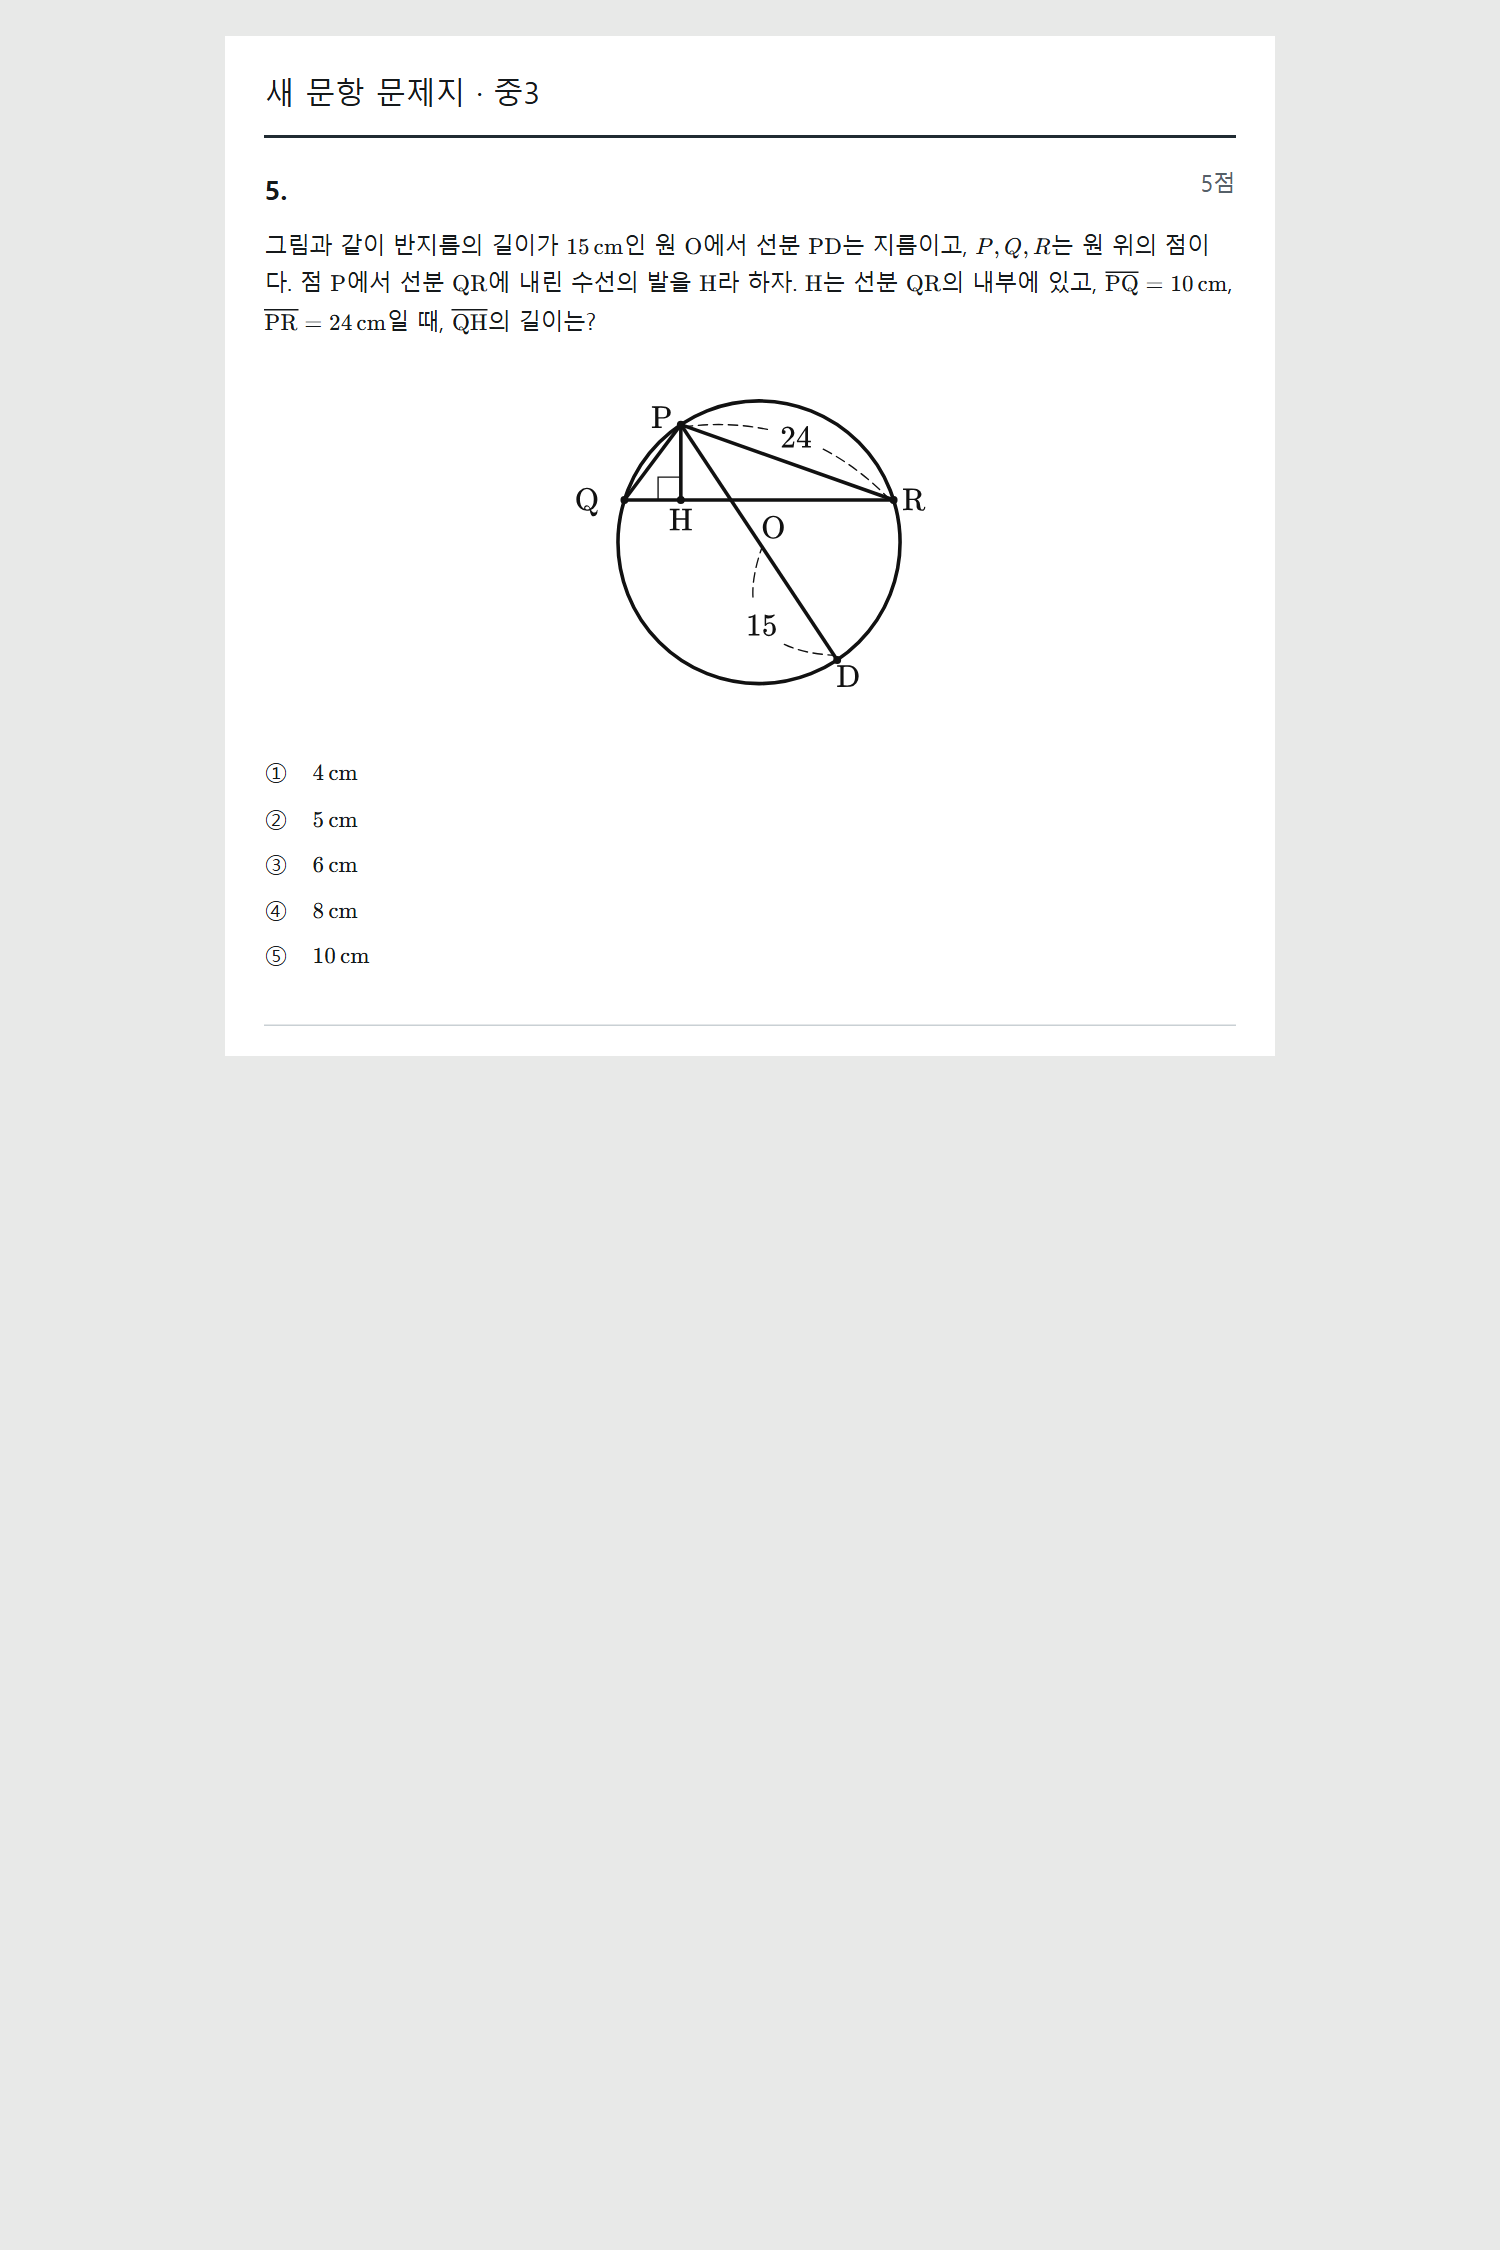 새 문항 문제지 · 중3
5.
5점
그림과 같이 반지름의 길이가 15 cm인 원 O에서 선분 PD는 지름이고, P, Q, R는 원 위의 점이
다. 점 P에서 선분 QR에 내린 수선의 발을 H라 하자. H는 선분 QR의 내부에 있고, \overline{PQ} = 10 cm,
\overline{PR} = 24 cm일 때, \overline{QH}의 길이는?
P
24
Q
R
H
O
15
D
① 4 cm
② 5 cm
③ 6 cm
④ 8 cm
⑤ 10 cm